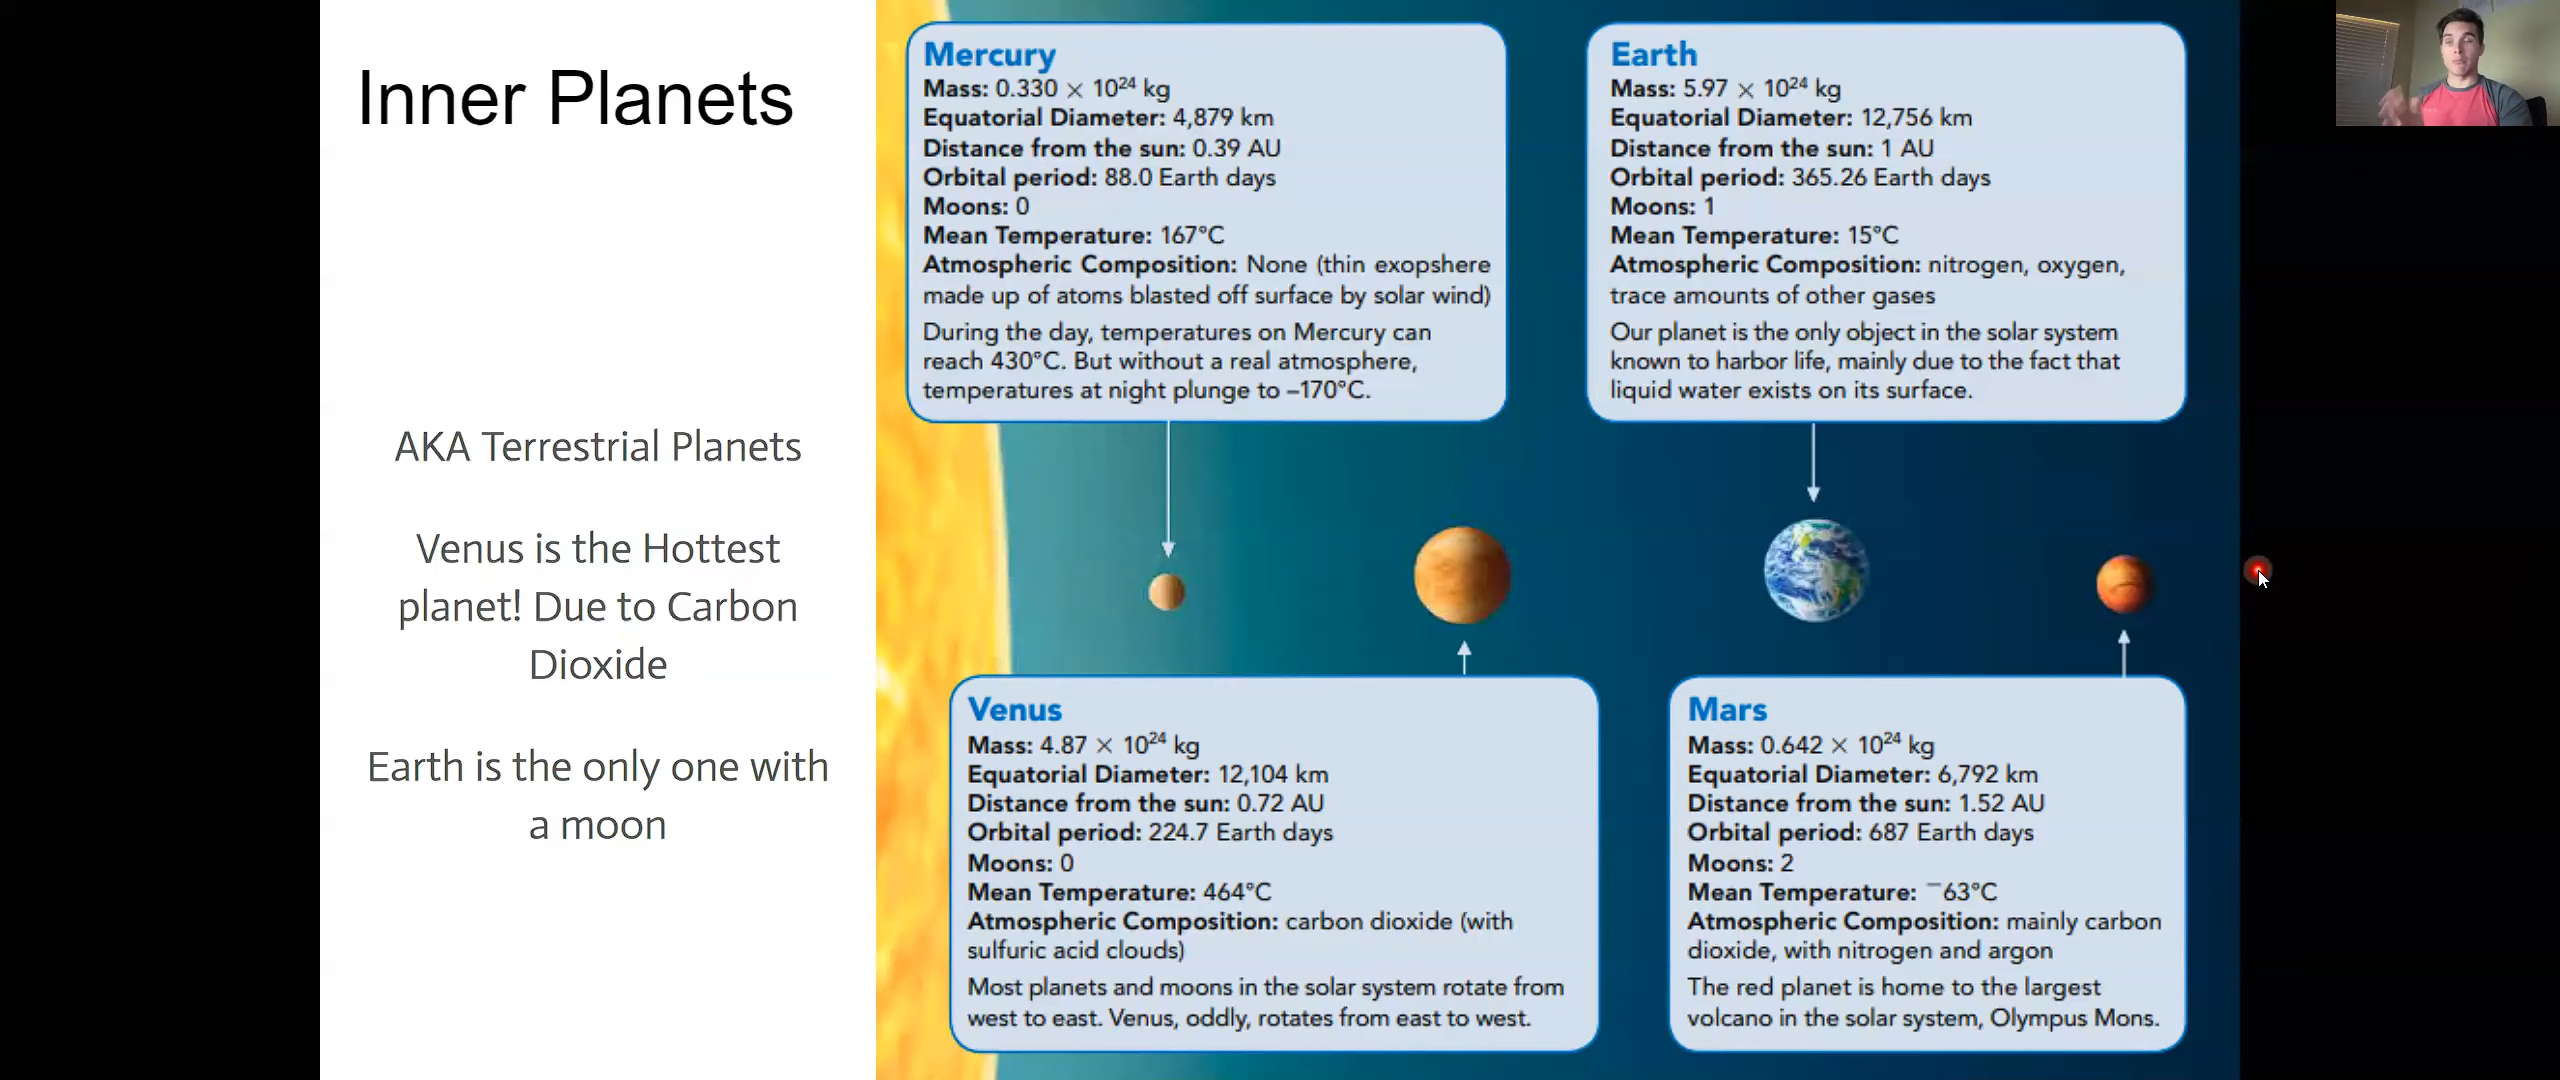 Inner Planets
AKA Terrestrial Planets
Venus is the Hottest
planet! Due to Carbon
Dioxide
Earth is the only one with
a moon
Mercury
Mass: 0.330 × 10²⁴ kg
Equatorial Diameter: 4,879 km
Distance from the sun: 0.39 AU
Orbital period: 88.0 Earth days
Moons: 0
Mean Temperature: 167°C
Atmospheric Composition: None (thin exopshere
made up of atoms blasted off surface by solar wind)
During the day, temperatures on Mercury can
reach 430°C. But without a real atmosphere,
temperatures at night plunge to –170°C.
Earth
Mass: 5.97 × 10²⁴ kg
Equatorial Diameter: 12,756 km
Distance from the sun: 1 AU
Orbital period: 365.26 Earth days
Moons: 1
Mean Temperature: 15°C
Atmospheric Composition: nitrogen, oxygen,
trace amounts of other gases
Our planet is the only object in the solar system
known to harbor life, mainly due to the fact that
liquid water exists on its surface.
Venus
Mass: 4.87 × 10²⁴ kg
Equatorial Diameter: 12,104 km
Distance from the sun: 0.72 AU
Orbital period: 224.7 Earth days
Moons: 0
Mean Temperature: 464°C
Atmospheric Composition: carbon dioxide (with
sulfuric acid clouds)
Most planets and moons in the solar system rotate from
west to east. Venus, oddly, rotates from east to west.
Mars
Mass: 0.642 × 10²⁴ kg
Equatorial Diameter: 6,792 km
Distance from the sun: 1.52 AU
Orbital period: 687 Earth days
Moons: 2
Mean Temperature: ⁻63°C
Atmospheric Composition: mainly carbon
dioxide, with nitrogen and argon
The red planet is home to the largest
volcano in the solar system, Olympus Mons.